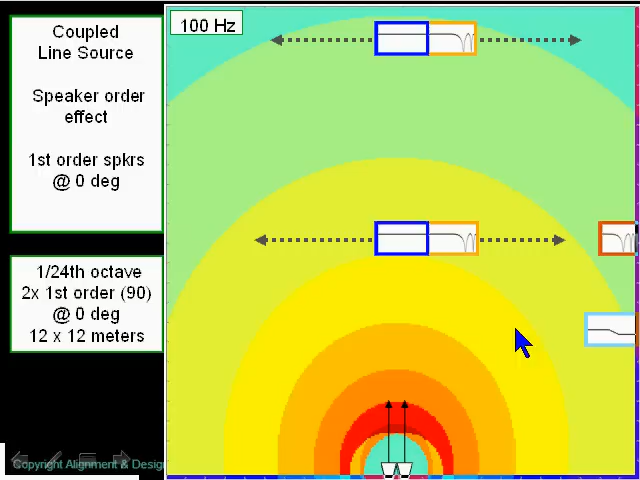 Coupled
Line Source
Speaker order
effect
1st order spkrs
@ 0 deg
1/24th octave
2x 1st order (90)
@ 0 deg
12 x 12 meters
100 Hz
Copyright Alignment & Design